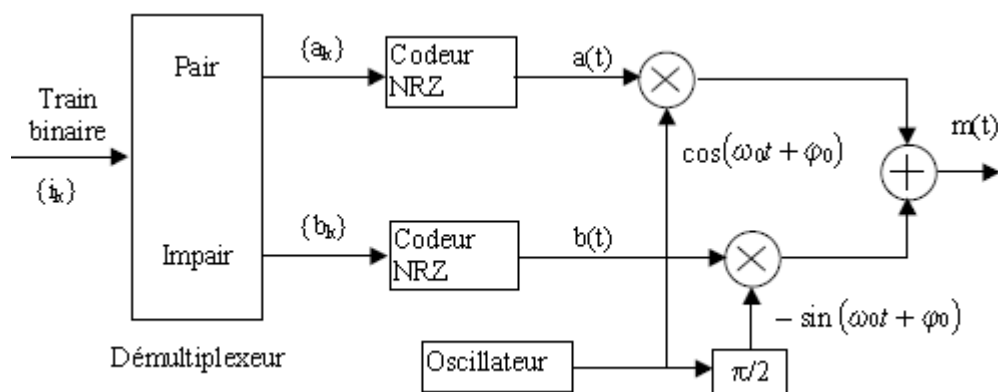 Train
binaire
{iₖ}
Pair
Impair
Démultiplexeur
{aₖ}
Codeur
NRZ
a(t)
cos(ω₀t + φ₀)
m(t)
{bₖ}
Codeur
NRZ
b(t)
− sin (ω₀t + φ₀)
Oscillateur
π/2